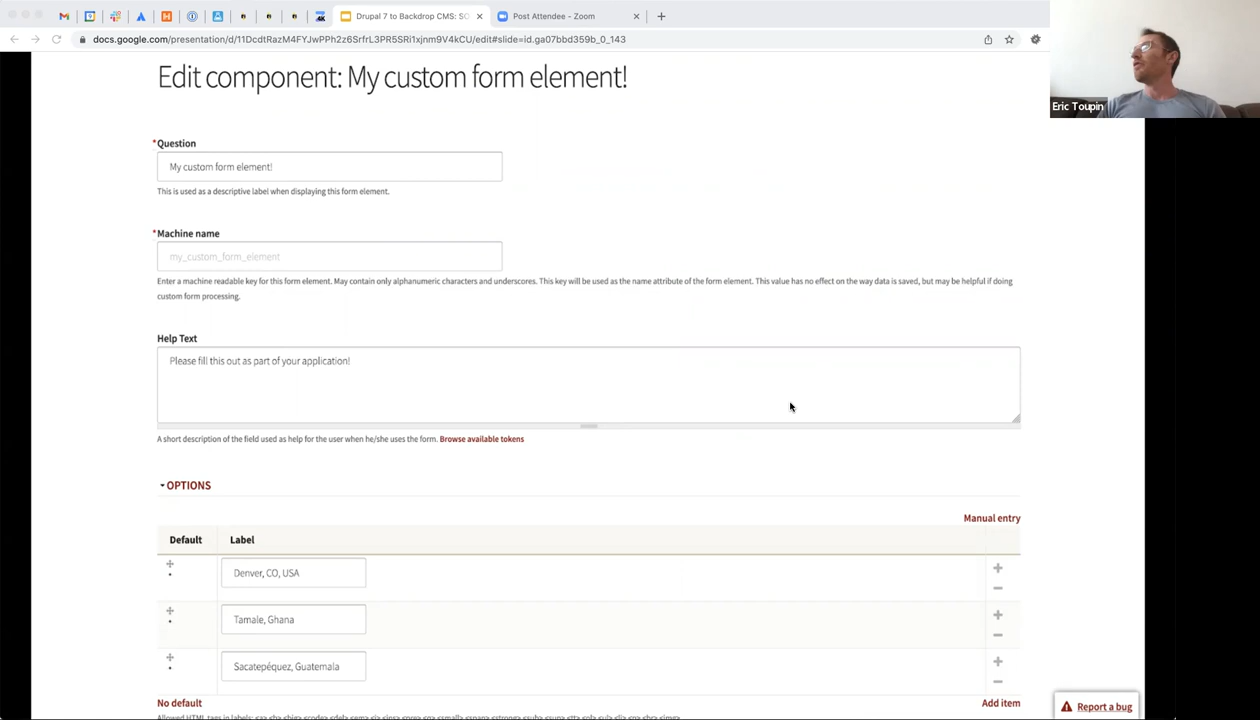 Drupal 7 to Backdrop CMS: SC
Post Attendee - Zoom
docs.google.com/presentation/d/11DcdtRazM4FYJwPPh2z6SrfrL3PR5SRi1xjnm9V4kCU/edit#slide=id.ga07bbd359b_0_143
Eric Toupin
Edit component: My custom form element!
*Question
My custom form element!
This is used as a descriptive label when displaying this form element.
*Machine name
my_custom_form_element
Enter a machine readable key for this form element. May contain only alphanumeric characters and underscores. This key will be used as the name attribute of the form element. This value has no effect on the way data is saved, but may be helpful if doing
custom form processing.
Help Text
Please fill this out as part of your application!
A short description of the field used as help for the user when he/she uses the form. Browse available tokens
OPTIONS
Manual entry
Default Label
Denver, CO, USA
Tamale, Ghana
Sacatepéquez, Guatemala
No default Add item
Report a bug